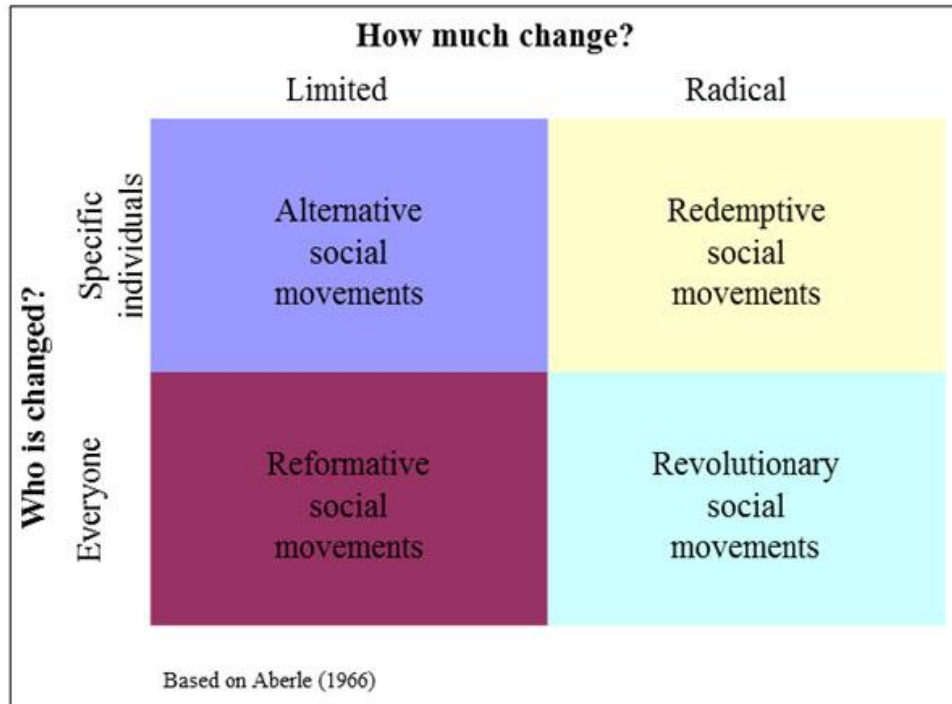 How much change?
Limited Radical
Who is changed?
Specific
individuals
Alternative
social
movements
Redemptive
social
movements
Everyone
Reformative
social
movements
Revolutionary
social
movements
Based on Aberle (1966)